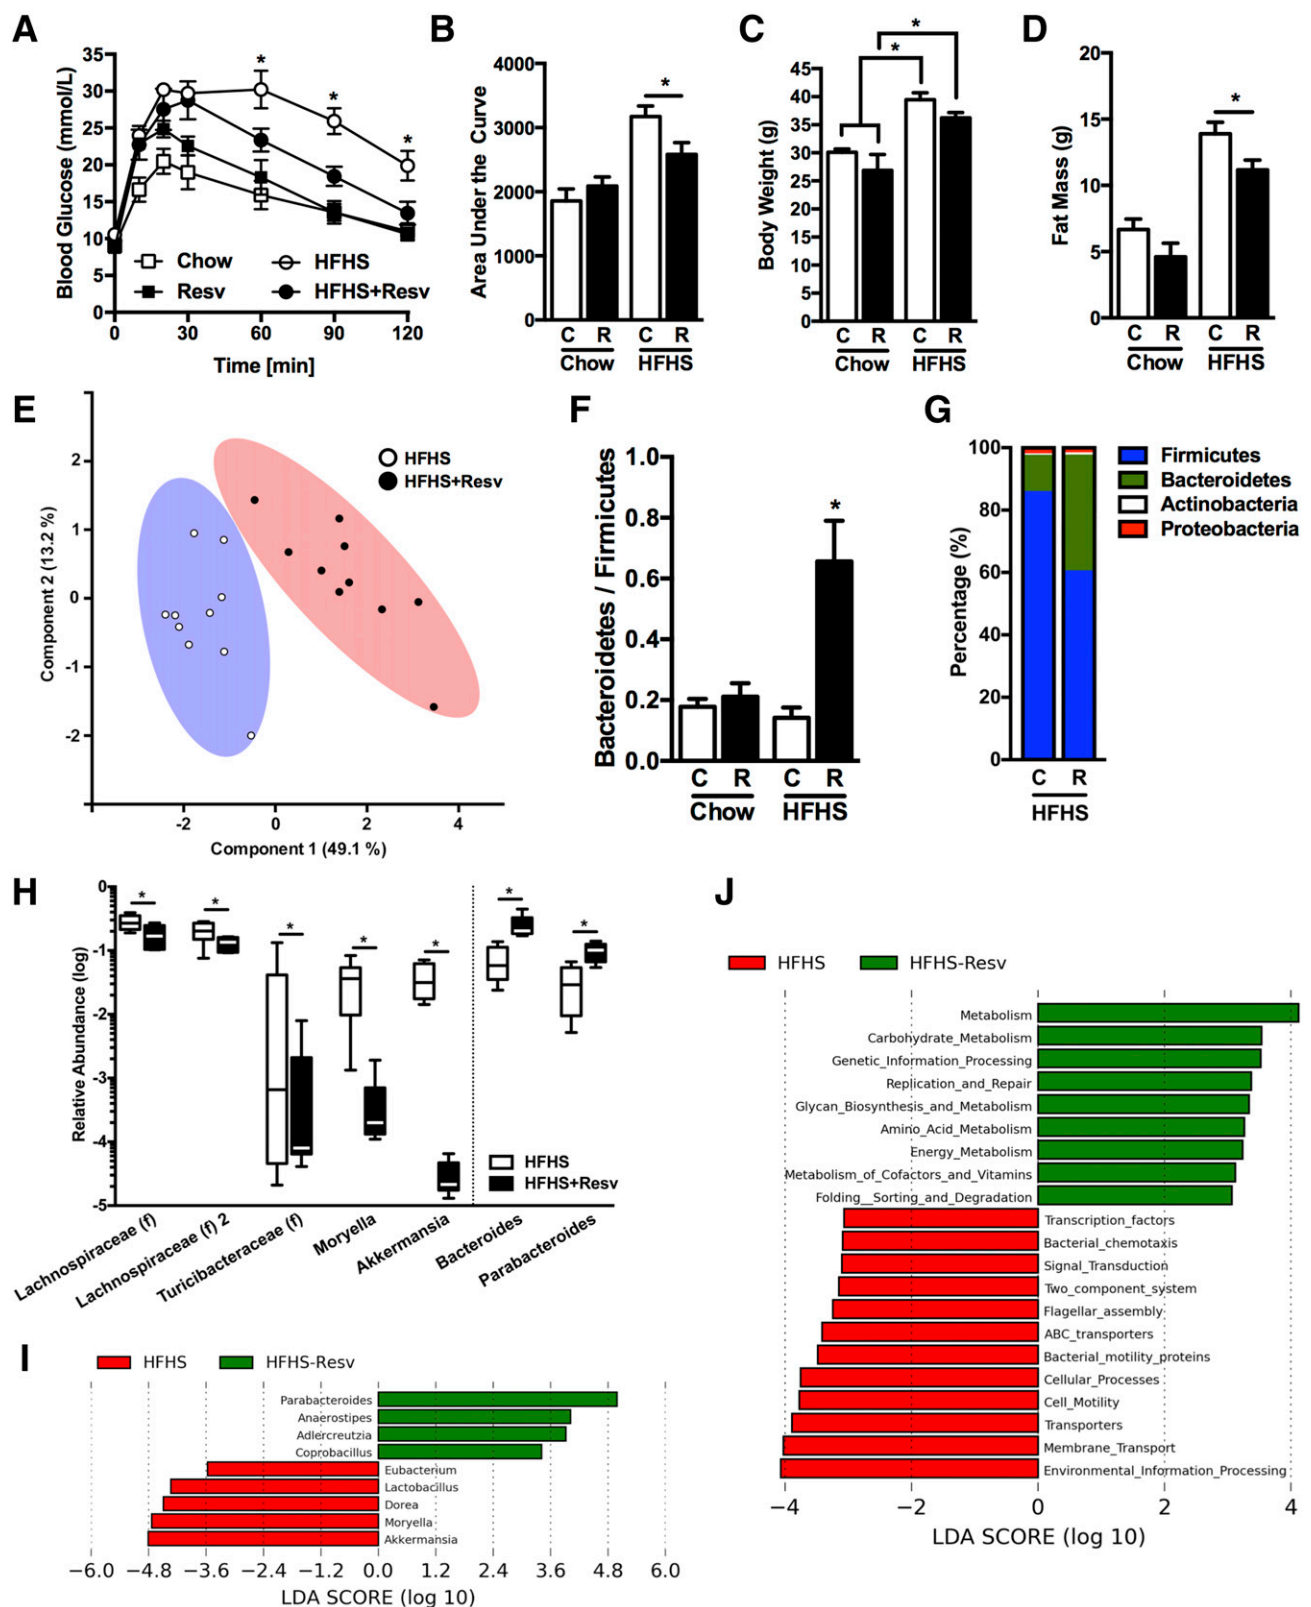 A
Blood Glucose (mmol/L)
35
30
25
20
15
10
5
0
0 30 60 90 120
Time [min]
* * *
Chow
HFHS
Resv
HFHS+Resv
B
Area Under the Curve
4000
3000
2000
1000
0
*
C R C R
Chow HFHS
C
Body Weight (g)
45
40
35
30
25
20
15
10
5
0
*
*
C R C R
Chow HFHS
D
Fat Mass (g)
20
15
10
5
0
*
C R C R
Chow HFHS
E
Component 2 (13.2 %)
2
1
0
-1
-2
HFHS
HFHS+Resv
-2 0 2 4
Component 1 (49.1 %)
F
Bacteroidetes / Firmicutes
1.0
0.8
0.6
0.4
0.2
0.0
*
C R C R
Chow HFHS
G
Percentage (%)
100
80
60
40
20
0
C R
HFHS
Firmicutes
Bacteroidetes
Actinobacteria
Proteobacteria
H
Relative Abundance (log)
0
-1
-2
-3
-4
-5
* * * * * * *
HFHS
HFHS+Resv
Lachnospiraceae (f)
Lachnospiraceae (f) 2
Turicibacteraceae (f)
Moryella
Akkermansia
Bacteroides
Parabacteroides
I
HFHS HFHS-Resv
Parabacteroides
Anaerostipes
Adlercreutzia
Coprobacillus
Eubacterium
Lactobacillus
Dorea
Moryella
Akkermansia
−6.0 −4.8 −3.6 −2.4 −1.2 0.0 1.2 2.4 3.6 4.8 6.0
LDA SCORE (log 10)
J
HFHS HFHS-Resv
Metabolism
Carbohydrate_Metabolism
Genetic_Information_Processing
Replication_and_Repair
Glycan_Biosynthesis_and_Metabolism
Amino_Acid_Metabolism
Energy_Metabolism
Metabolism_of_Cofactors_and_Vitamins
Folding__Sorting_and_Degradation
Transcription_factors
Bacterial_chemotaxis
Signal_Transduction
Two_component_system
Flagellar_assembly
ABC_transporters
Bacterial_motility_proteins
Cellular_Processes
Cell_Motility
Transporters
Membrane_Transport
Environmental_Information_Processing
−4 −2 0 2 4
LDA SCORE (log 10)